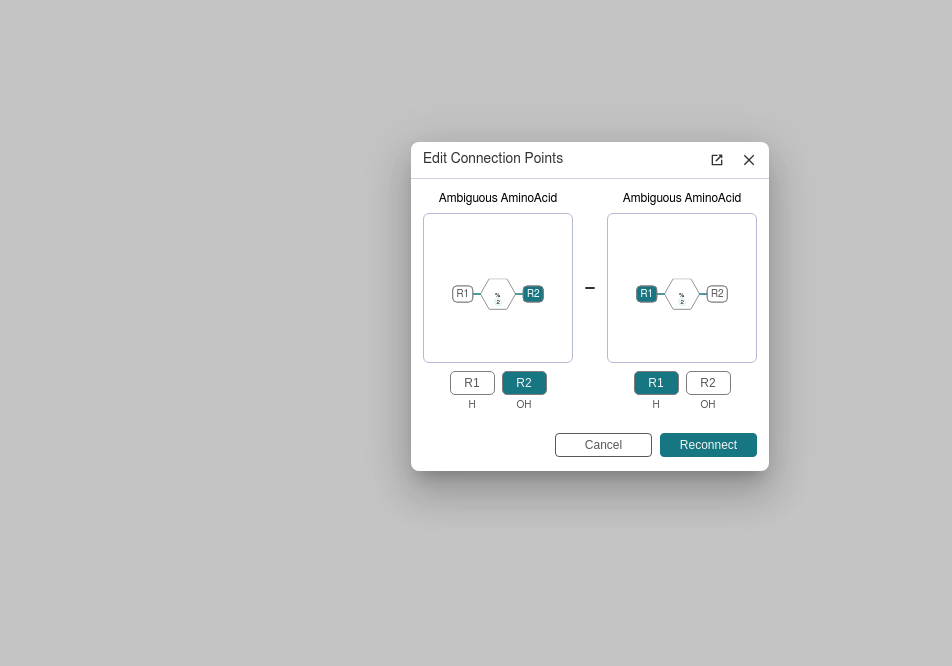 Edit Connection Points
Ambiguous AminoAcid
Ambiguous AminoAcid
R1
%
2
R2
–
R1
%
2
R2
R1
R2
R1
R2
H
OH
H
OH
Cancel
Reconnect